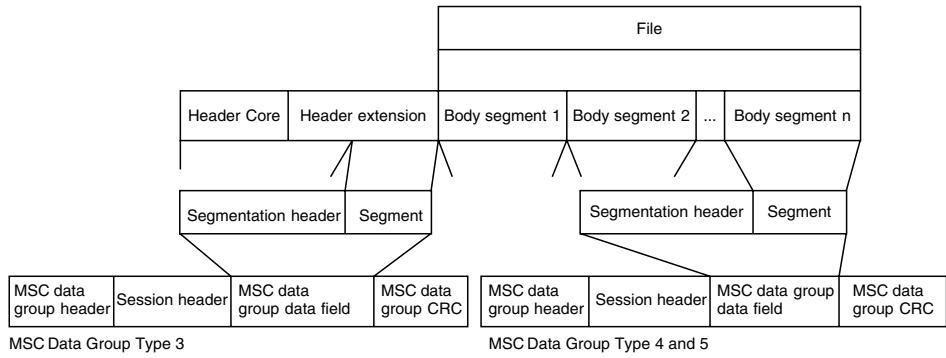 File
Header Core Header extension Body segment 1 Body segment 2 ... Body segment n
Segmentation header Segment Segmentation header Segment
MSC data group header Session header MSC data group data field MSC data group CRC
MSC data group header Session header MSC data group data field MSC data group CRC
MSC Data Group Type 3
MSC Data Group Type 4 and 5